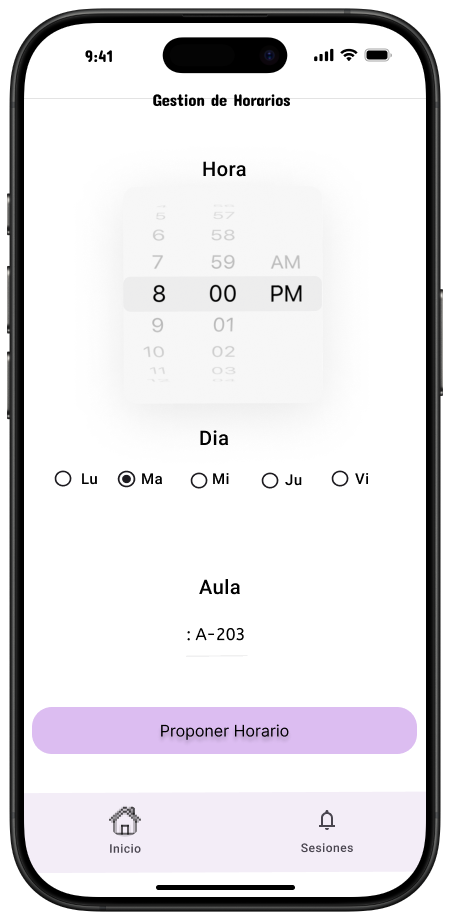 9:41
Gestion de Horarios
Hora
5 57
6 58
7 59 AM
8 00 PM
9 01
10 02
11 03
Dia
Lu Ma Mi Ju Vi
Aula
: A-203
Proponer Horario
Inicio Sesiones